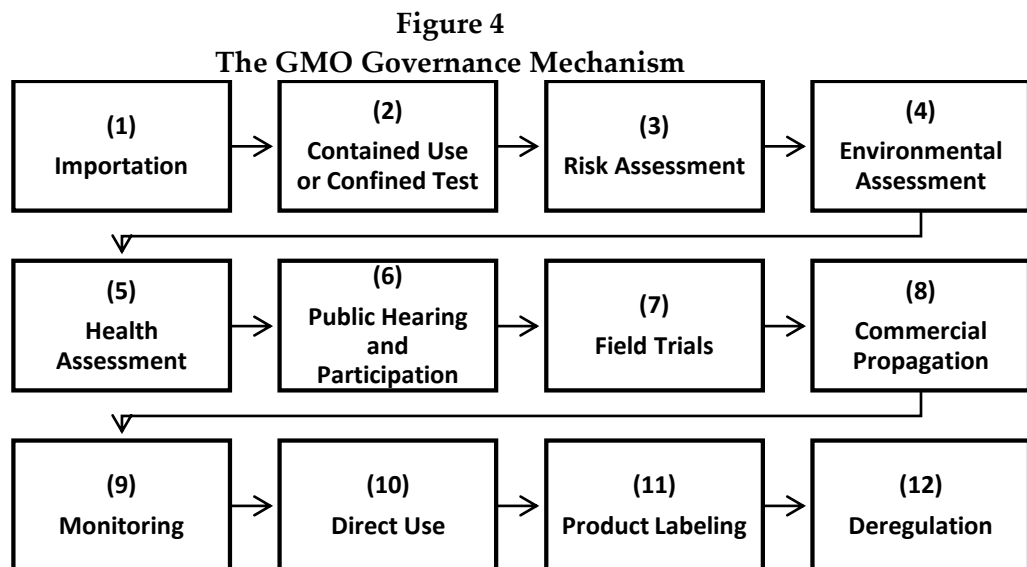 Figure 4
The GMO Governance Mechanism
(1)
Importation
(2)
Contained Use
or Confined Test
(3)
Risk Assessment
(4)
Environmental
Assessment
(5)
Health
Assessment
(6)
Public Hearing
and
Participation
(7)
Field Trials
(8)
Commercial
Propagation
(9)
Monitoring
(10)
Direct Use
(11)
Product Labeling
(12)
Deregulation